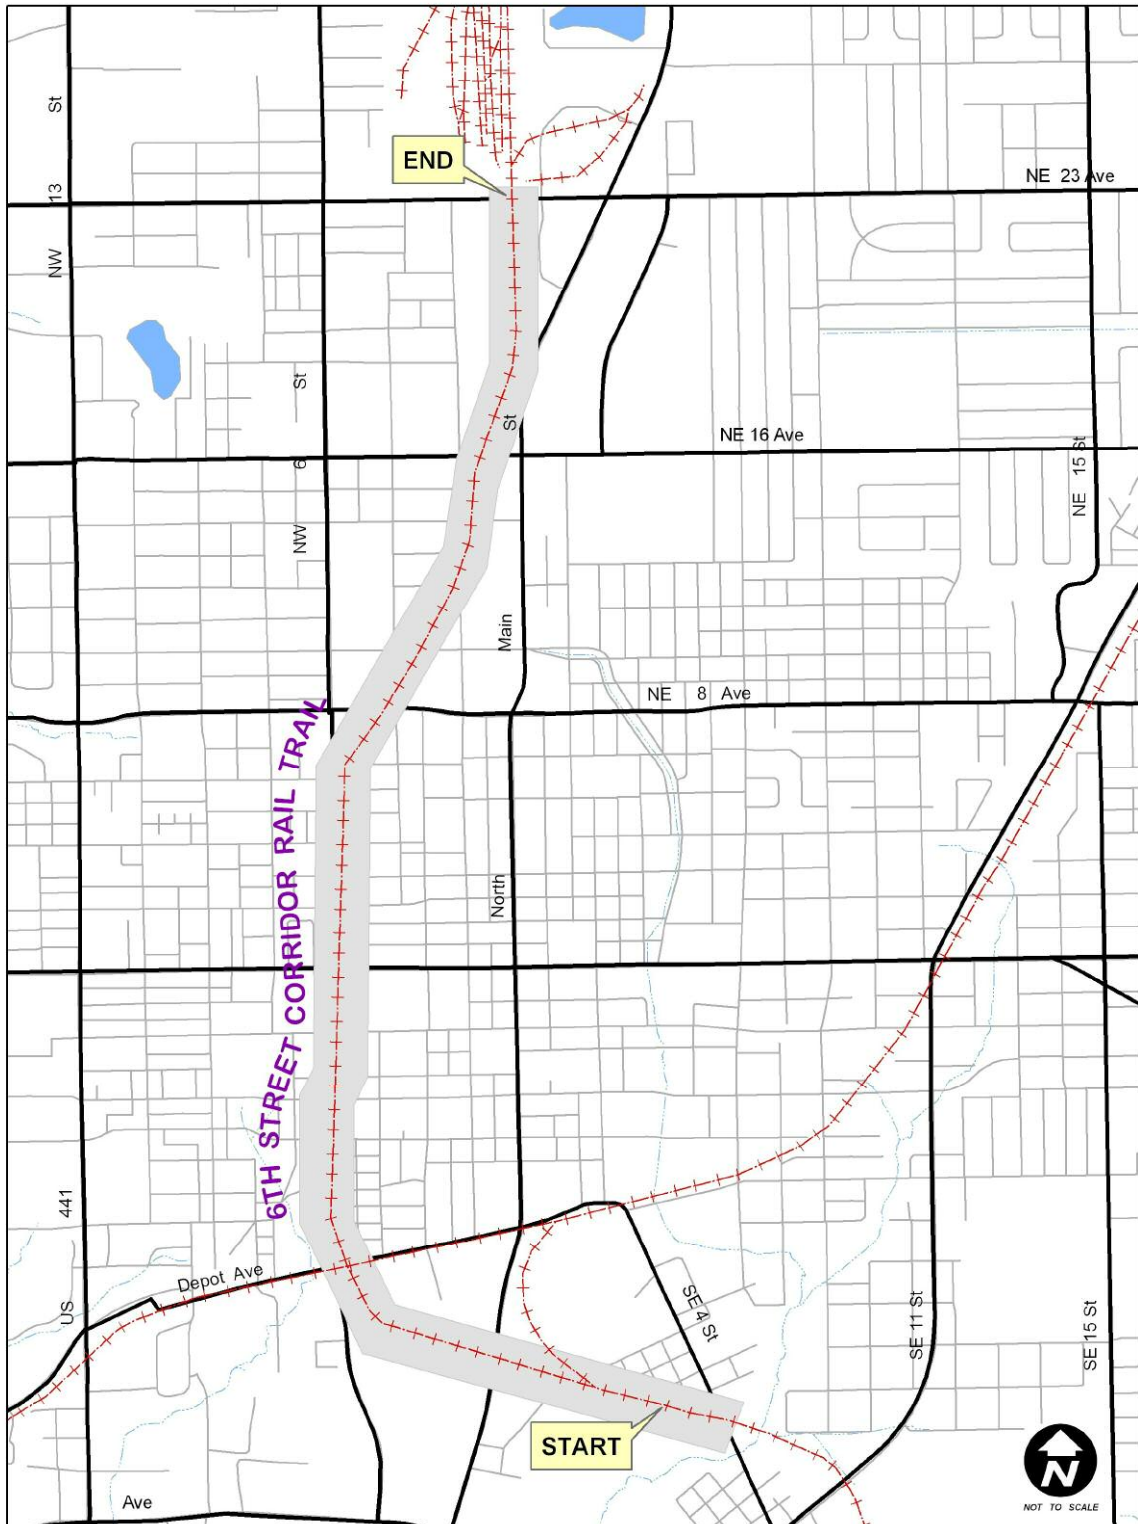 END
NE 23 Ave
NW 13 St
NW 6 St
St
NE 16 Ave
NE 15 St
Main
NE 8 Ave
6TH STREET CORRIDOR RAIL TRAIL
North
US 441
Depot Ave
SE 4 St
SE 11 St
SE 15 St
START
Ave
N
NOT TO SCALE